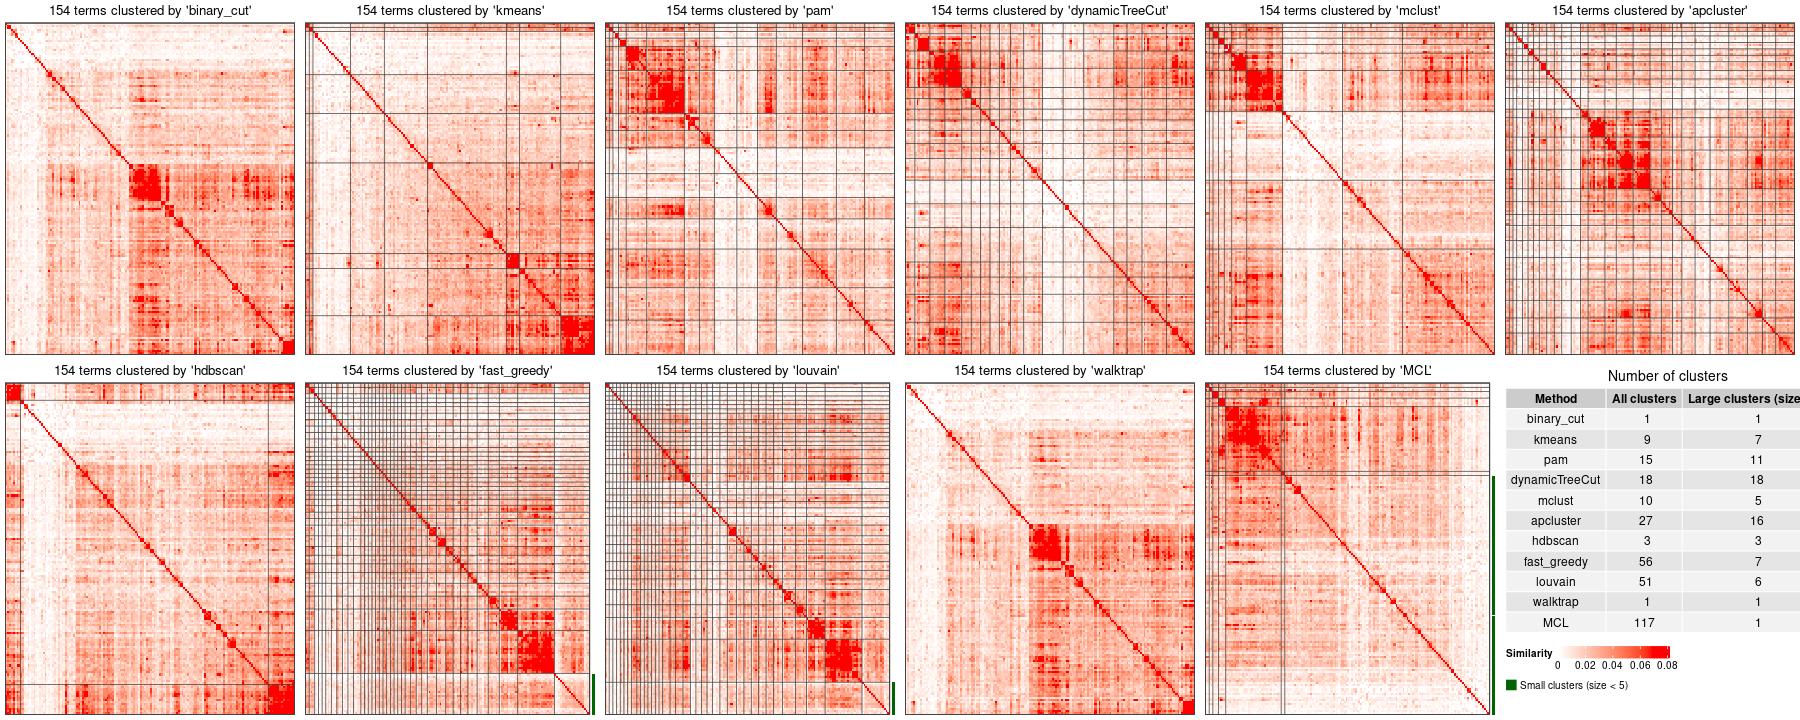 154 terms clustered by 'binary_cut'
154 terms clustered by 'kmeans'
154 terms clustered by 'pam'
154 terms clustered by 'dynamicTreeCut'
154 terms clustered by 'mclust'
154 terms clustered by 'apcluster'
154 terms clustered by 'hdbscan'
154 terms clustered by 'fast_greedy'
154 terms clustered by 'louvain'
154 terms clustered by 'walktrap'
154 terms clustered by 'MCL'
Number of clusters
Method All clusters Large clusters (size
binary_cut 1 1
kmeans 9 7
pam 15 11
dynamicTreeCut 18 18
mclust 10 5
apcluster 27 16
hdbscan 3 3
fast_greedy 56 7
louvain 51 6
walktrap 1 1
MCL 117 1
Similarity
0 0.02 0.04 0.06 0.08
Small clusters (size < 5)